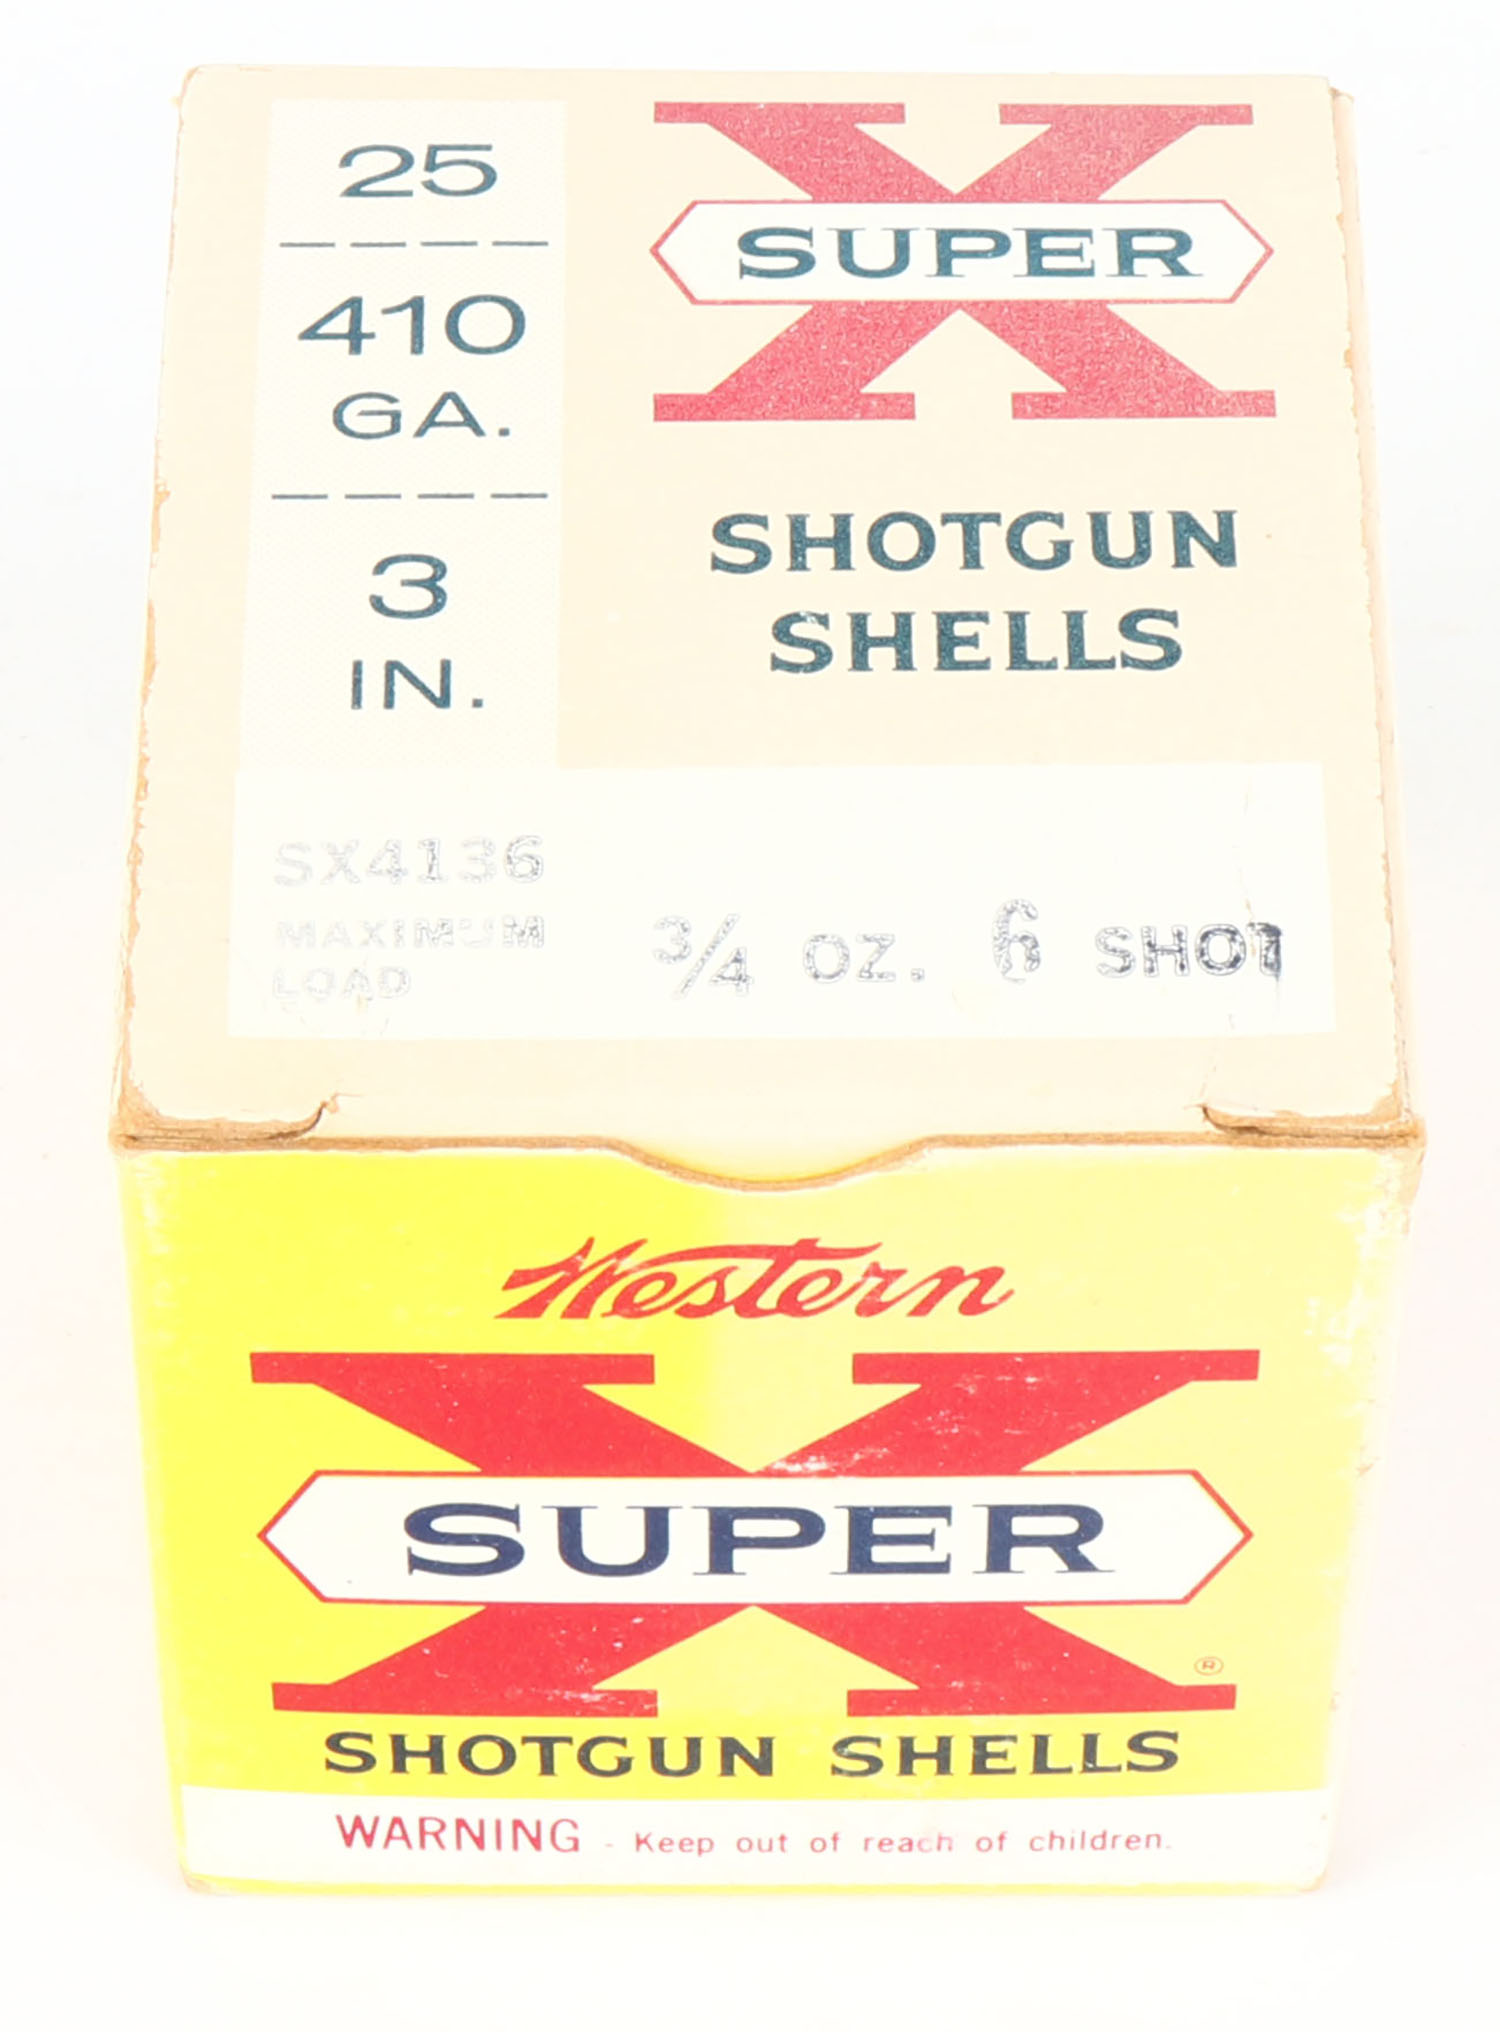 25
410
GA.
3
IN.
X
SUPER
SHOTGUN
SHELLS
SX4136
MAXIMUM
LOAD
3/4 OZ. 6 SHOT
Western
X
SUPER
®
SHOTGUN SHELLS
WARNING - Keep out of reach of children.